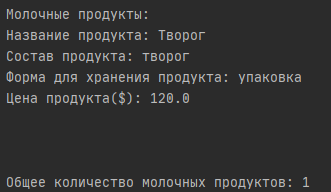 Молочные продукты:
Название продукта: Творог
Состав продукта: творог
Форма для хранения продукта: упаковка
Цена продукта($): 120.0
Общее количество молочных продуктов: 1